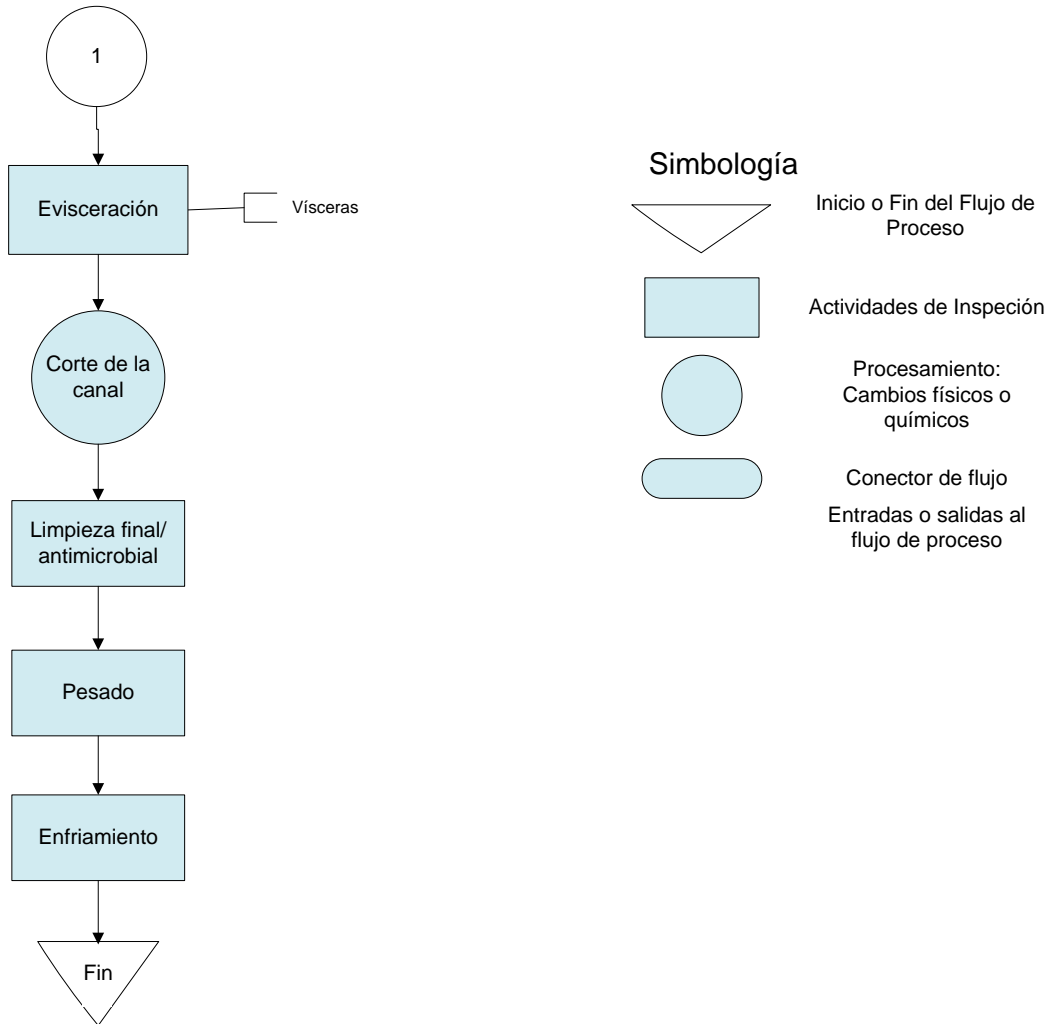 1
Evisceración
Vísceras
Corte de la
canal
Limpieza final/
antimicrobial
Pesado
Enfriamiento
Fin
Simbología
Inicio o Fin del Flujo de
Proceso
Actividades de Inspeción
Procesamiento:
Cambios físicos o
químicos
Conector de flujo
Entradas o salidas al
flujo de proceso